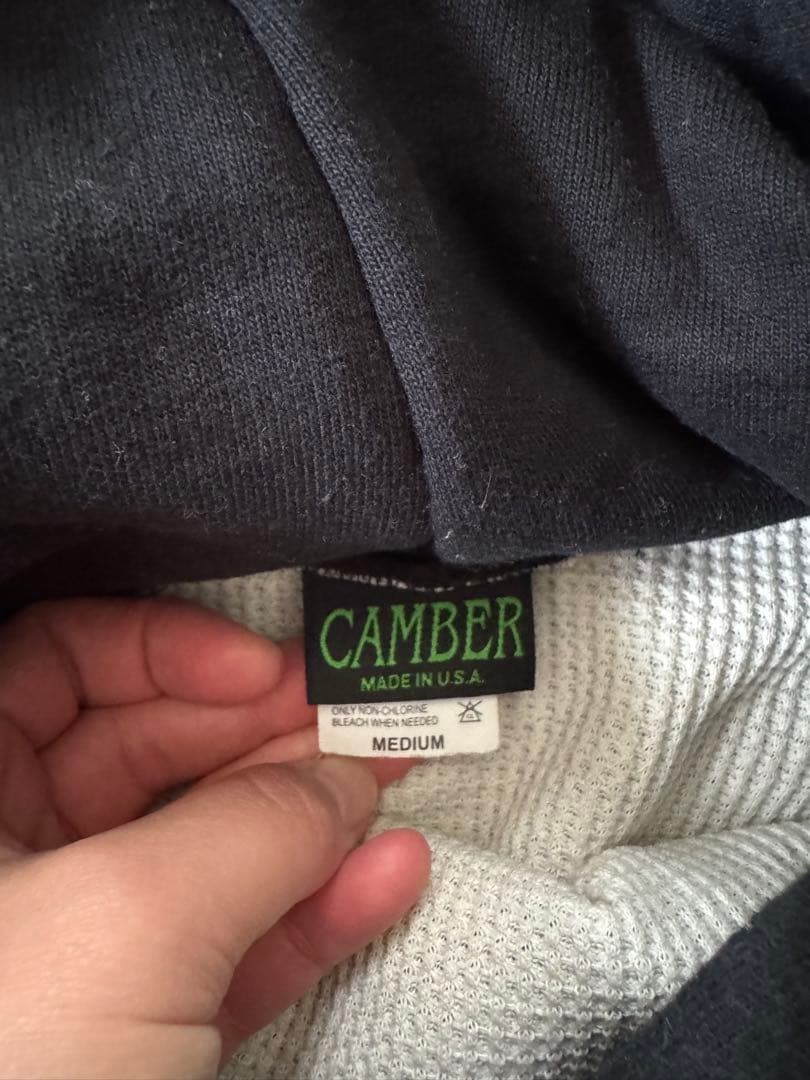 CAMBER
MADE IN U.S.A.
ONLY NON-CHLORINE
BLEACH WHEN NEEDED
MEDIUM